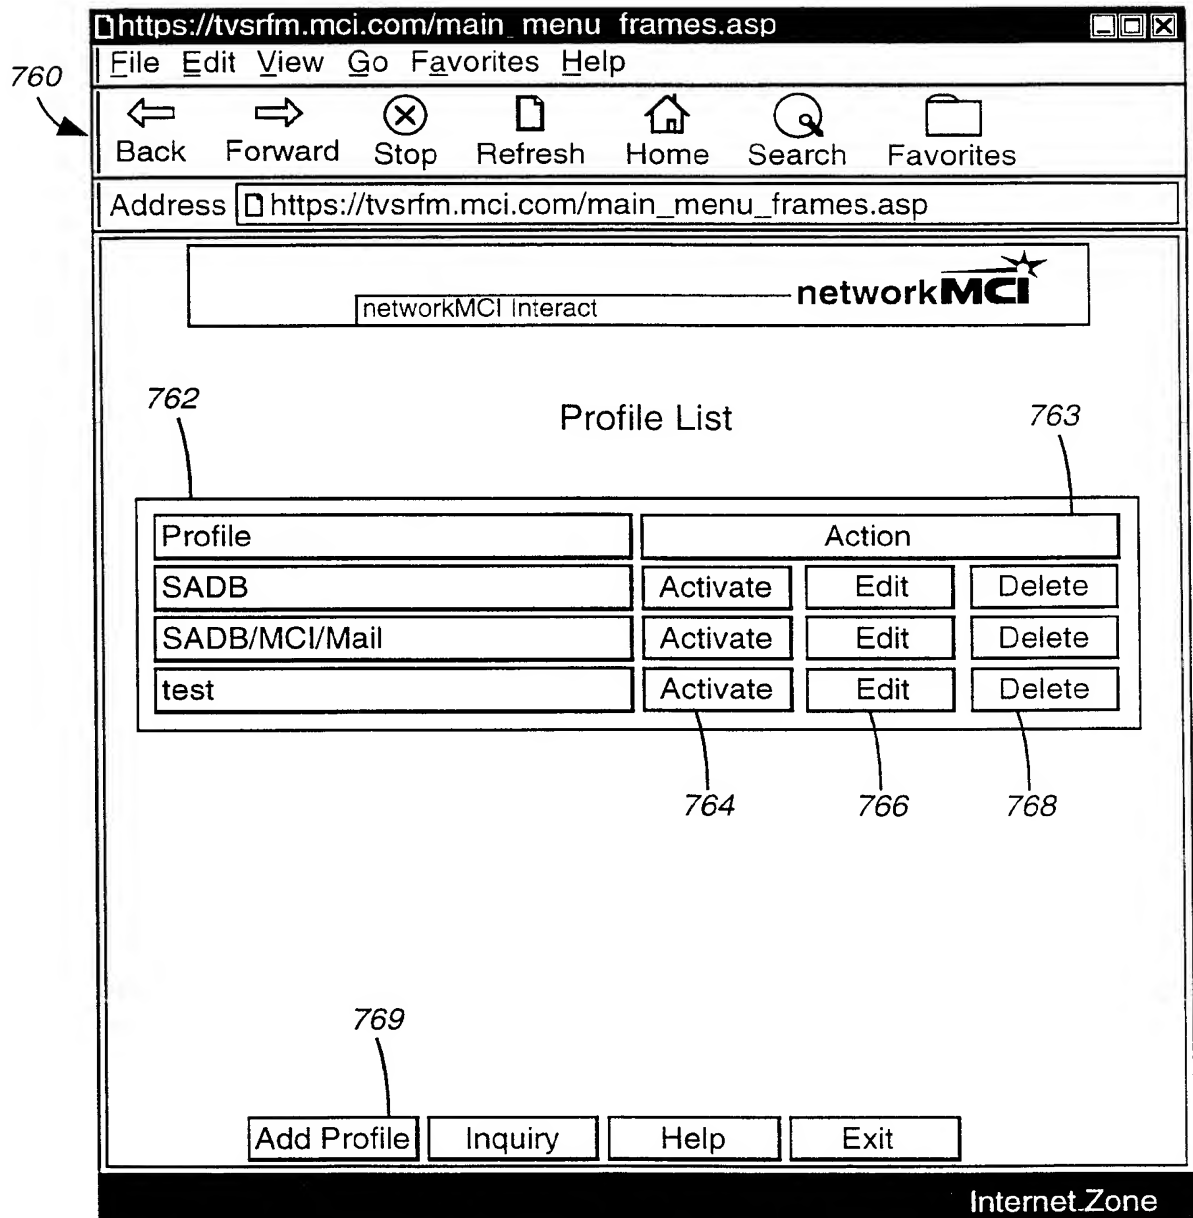 https://tvsrfm.mci.com/main_menu frames.asp
760
File Edit View Go Favorites Help
Back Forward Stop Refresh Home Search Favorites
Address https://tvsrfm.mci.com/main_menu_frames.asp
networkMCI Interact
networkMCI
762
Profile List
763
Profile Action
SADB Activate Edit Delete
SADB/MCI/Mail Activate Edit Delete
test Activate Edit Delete
764 766 768
769
Add Profile Inquiry Help Exit
Internet Zone